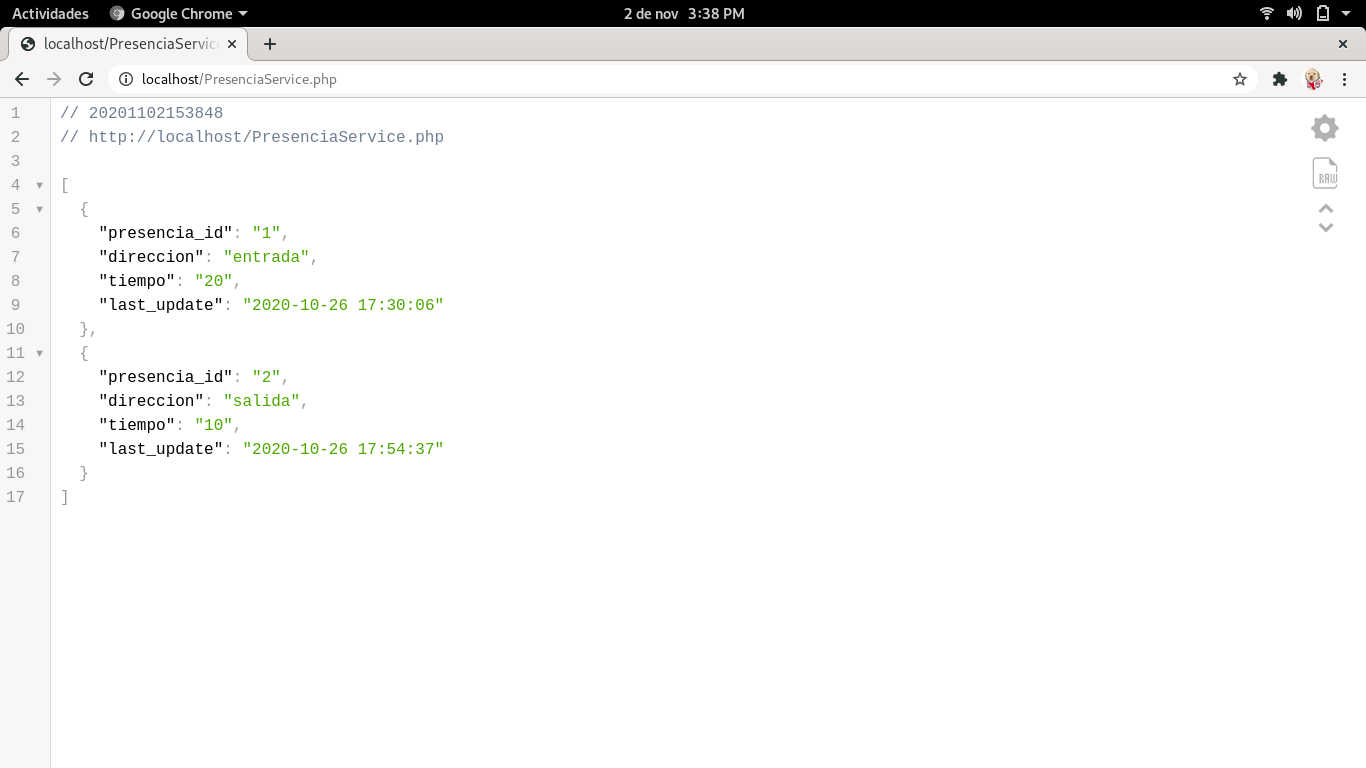 Actividades Google Chrome 2 de nov 3:38 PM
localhost/PresenciaServic
localhost/PresenciaService.php
1 // 20201102153848
2 // http://localhost/PresenciaService.php
3
4 [
5 {
6 "presencia_id": "1",
7 "direccion": "entrada",
8 "tiempo": "20",
9 "last_update": "2020-10-26 17:30:06"
10 },
11 {
12 "presencia_id": "2",
13 "direccion": "salida",
14 "tiempo": "10",
15 "last_update": "2020-10-26 17:54:37"
16 }
17 ]
RAW